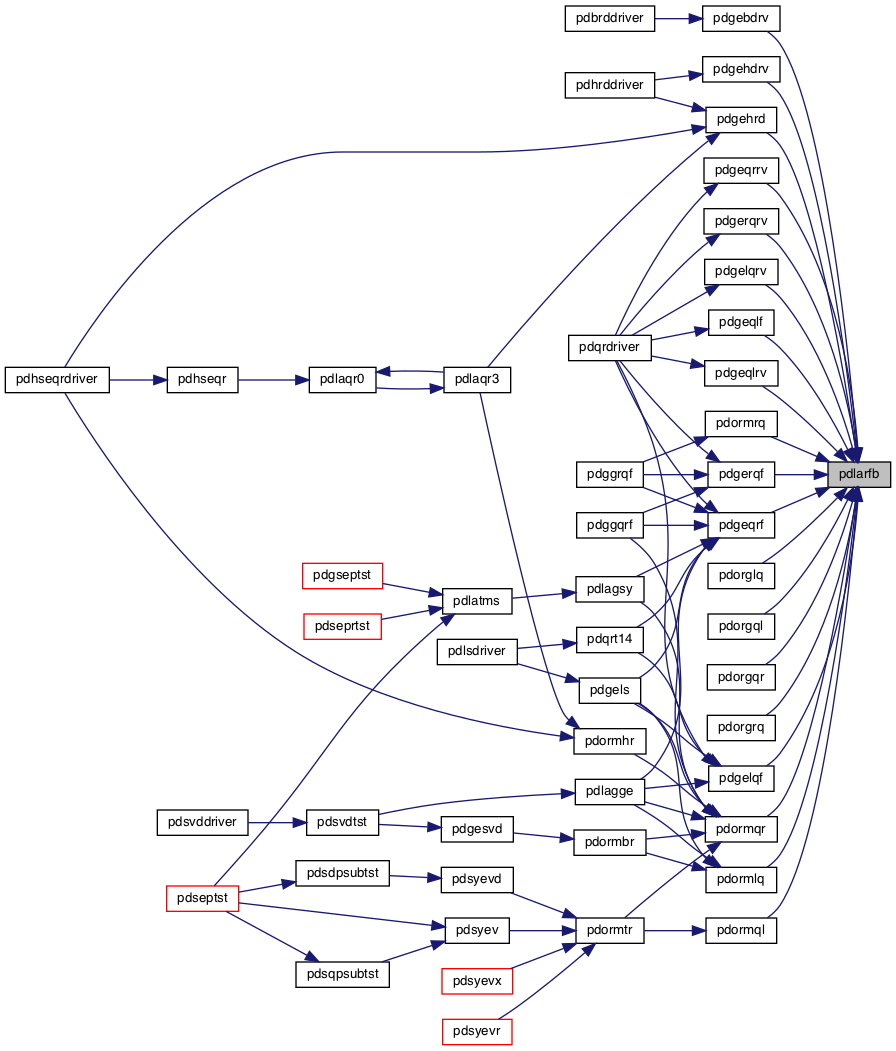 pdbrddriver
pdgebdrv
pdgehdrv
pdhrddriver
pdgehrd
pdgeqrrv
pdgerqrv
pdgelqrv
pdgeqlf
pdqrdriver
pdgeqlrv
pdhseqrdriver
pdhseqr
pdlaqr0
pdlaqr3
pdormrq
pdggrqf
pdgerqf
pdlarfb
pdggqrf
pdgeqrf
pdgseptst
pdlagsy
pdorglq
pdlatms
pdseprtst
pdorgql
pdqrt14
pdlsdriver
pdorgqr
pdgels
pdorgrq
pdormhr
pdgelqf
pdlagge
pdsvddriver
pdsvdtst
pdgesvd
pdormqr
pdormbr
pdsdpsubtst
pdsyevd
pdormlq
pdseptst
pdsyev
pdormtr
pdormql
pdsqpsubtst
pdsyevx
pdsyevr